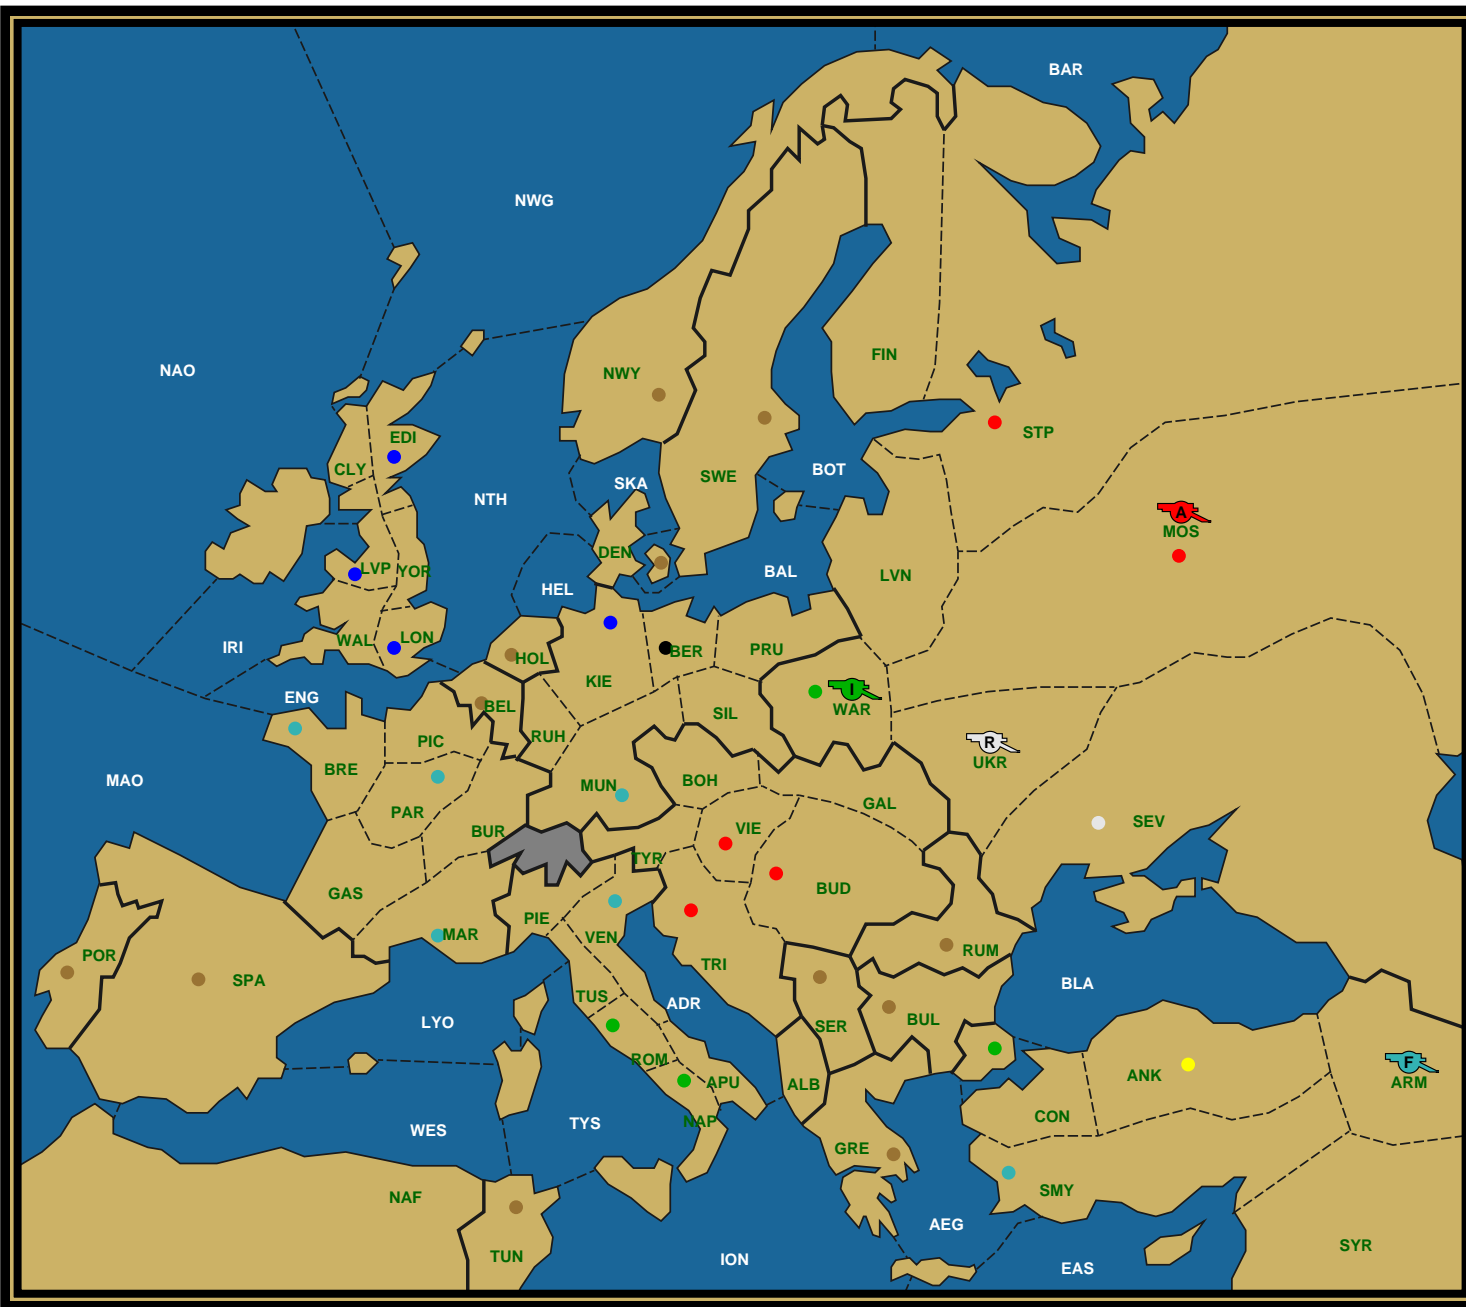 BAR
NWG
NAO
FIN
NWY
EDI
STP
CLY
SWE
BOT
SKA
NTH
A
MOS
DEN
LVP
YOR
BAL
LVN
HEL
IRI
WAL
LON
HOL
BER
PRU
KIE
ENG
I
WAR
BEL
SIL
PIC
RUH
R
UKR
BRE
MAO
MUN
BOH
PAR
GAL
BUR
VIE
SEV
TYR
BUD
GAS
PIE
MAR
VEN
POR
SPA
TRI
RUM
BLA
TUS
ADR
LYO
SER
BUL
ROM
F
APU
ALB
ANK
ARM
CON
NAP
TYS
WES
GRE
SMY
NAF
AEG
TUN
ION
SYR
EAS